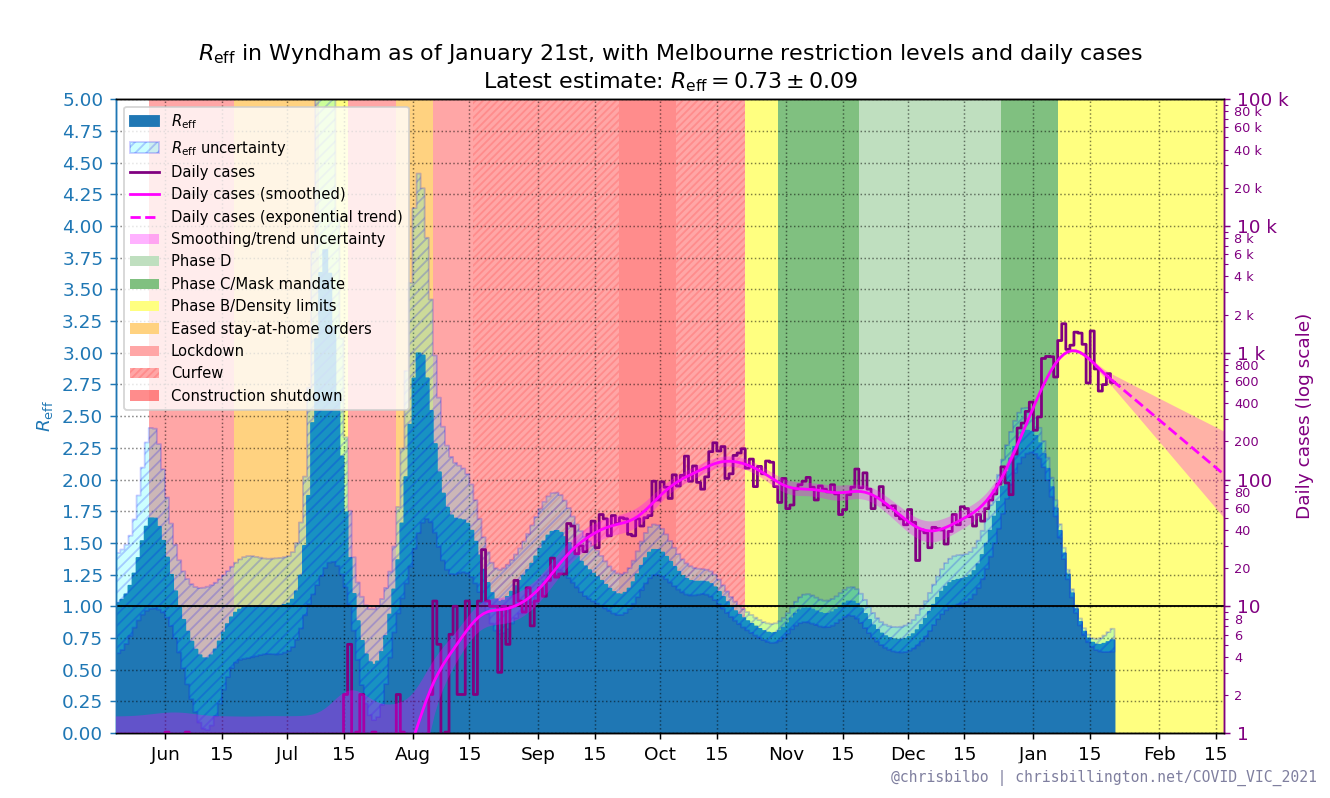 Reff in Wyndham as of January 21st, with Melbourne restriction levels and daily cases
Latest estimate: Reff = 0.73 ± 0.09
5.00
4.75
4.50
4.25
4.00
3.75
3.50
3.25
3.00
2.75
2.50
2.25
2.00
1.75
1.50
1.25
1.00
0.75
0.50
0.25
0.00
Reff
Reff
Reff uncertainty
Daily cases
Daily cases (smoothed)
Daily cases (exponential trend)
Smoothing/trend uncertainty
Phase D
Phase C/Mask mandate
Phase B/Density limits
Eased stay-at-home orders
Lockdown
Curfew
Construction shutdown
100 k
80 k
60 k
40 k
20 k
10 k
8 k
6 k
4 k
2 k
1 k
800
600
400
200
100
80
60
40
20
10
8
6
4
2
1
Daily cases (log scale)
Jun 15 Jul 15 Aug 15 Sep 15 Oct 15 Nov 15 Dec 15 Jan 15 Feb 15
@chrisbilbo | chrisbillington.net/COVID_VIC_2021